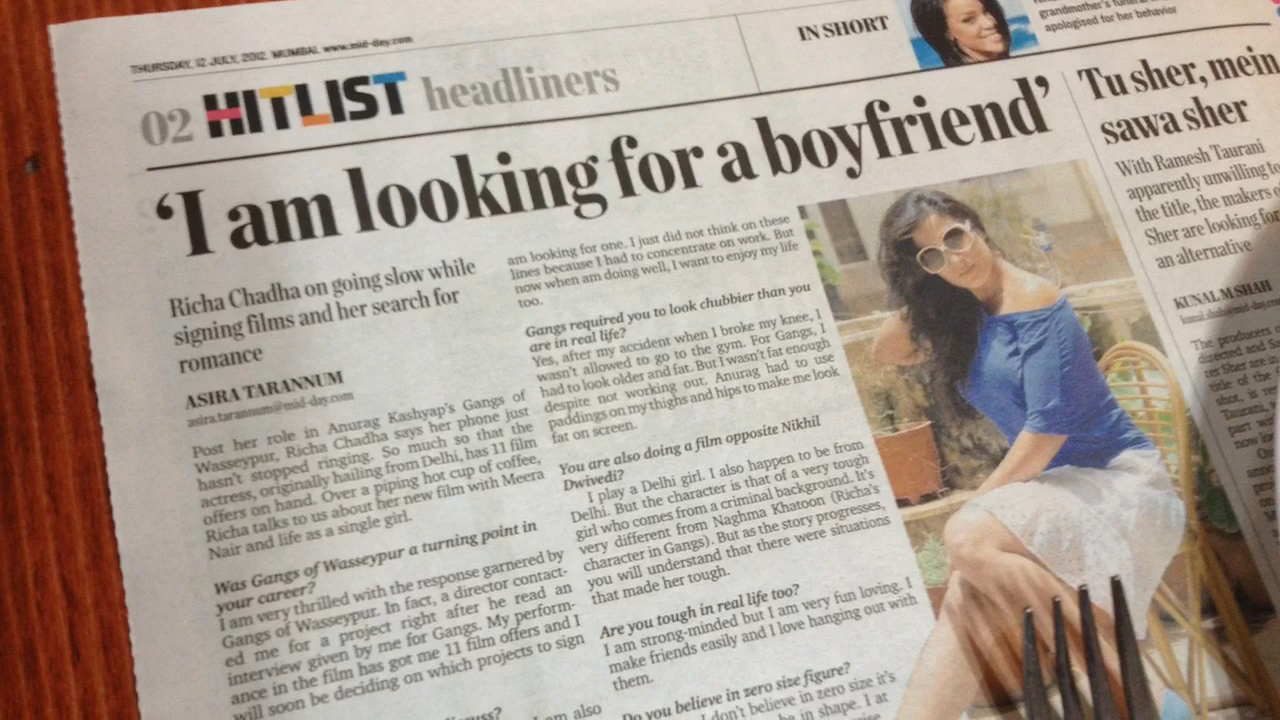 THURSDAY, 12 JULY, 2012 MUMBAI. www.mid-day.com
02 HITLIST headliners
IN SHORT
grandmother's funeral
apologised for her behavior
'I am looking for a boyfriend'
Richa Chadha on going slow while
signing films and her search for
romance
ASIRA TARANNUM
asira.tarannum@mid-day.com
Post her role in Anurag Kashyap's Gangs of
Wasseypur, Richa Chadha says her phone just
hasn't stopped ringing. So much so that the
actress, originally hailing from Delhi, has 11 film
offers on hand. Over a piping hot cup of coffee,
Richa talks to us about her new film with Meera
Nair and life as a single girl.
Was Gangs of Wasseypur a turning point in
your career?
I am very thrilled with the response garnered by
Gangs of Wasseypur. In fact, a director contact-
ed me for a project right after he read an
interview given by me for Gangs. My perform-
ance in the film has got me 11 film offers and I
will soon be deciding on which projects to sign
am also
am looking for one. I just did not think on these
lines because I had to concentrate on work. But
now when am doing well, I want to enjoy my life
too.
Gangs required you to look chubbier than you
are in real life?
Yes, after my accident when I broke my knee, I
wasn't allowed to go to the gym. For Gangs, I
had to look older and fat. But I wasn't fat enough
despite not working out. Anurag had to use
paddings on my thighs and hips to make me look
fat on screen.
You are also doing a film opposite Nikhil
Dwivedi?
I play a Delhi girl. I also happen to be from
Delhi. But the character is that of a very tough
girl who comes from a criminal background. It's
very different from Naghma Khatoon (Richa's
character in Gangs). But as the story progresses,
you will understand that there were situations
that made her tough.
Are you tough in real life too?
I am strong-minded but I am very fun loving. I
make friends easily and I love hanging out with
them.
Do you believe in zero size figure?
I don't believe in zero size it's
be in shape. I at
Tu sher, mein
sawa sher
With Ramesh Taurani
apparently unwilling to
the title, the makers
Sher are looking for
an alternative
KUNAL M SHAH
The producers
directed and
Sher are in
title of the
shot, is
Taurani,
part
now